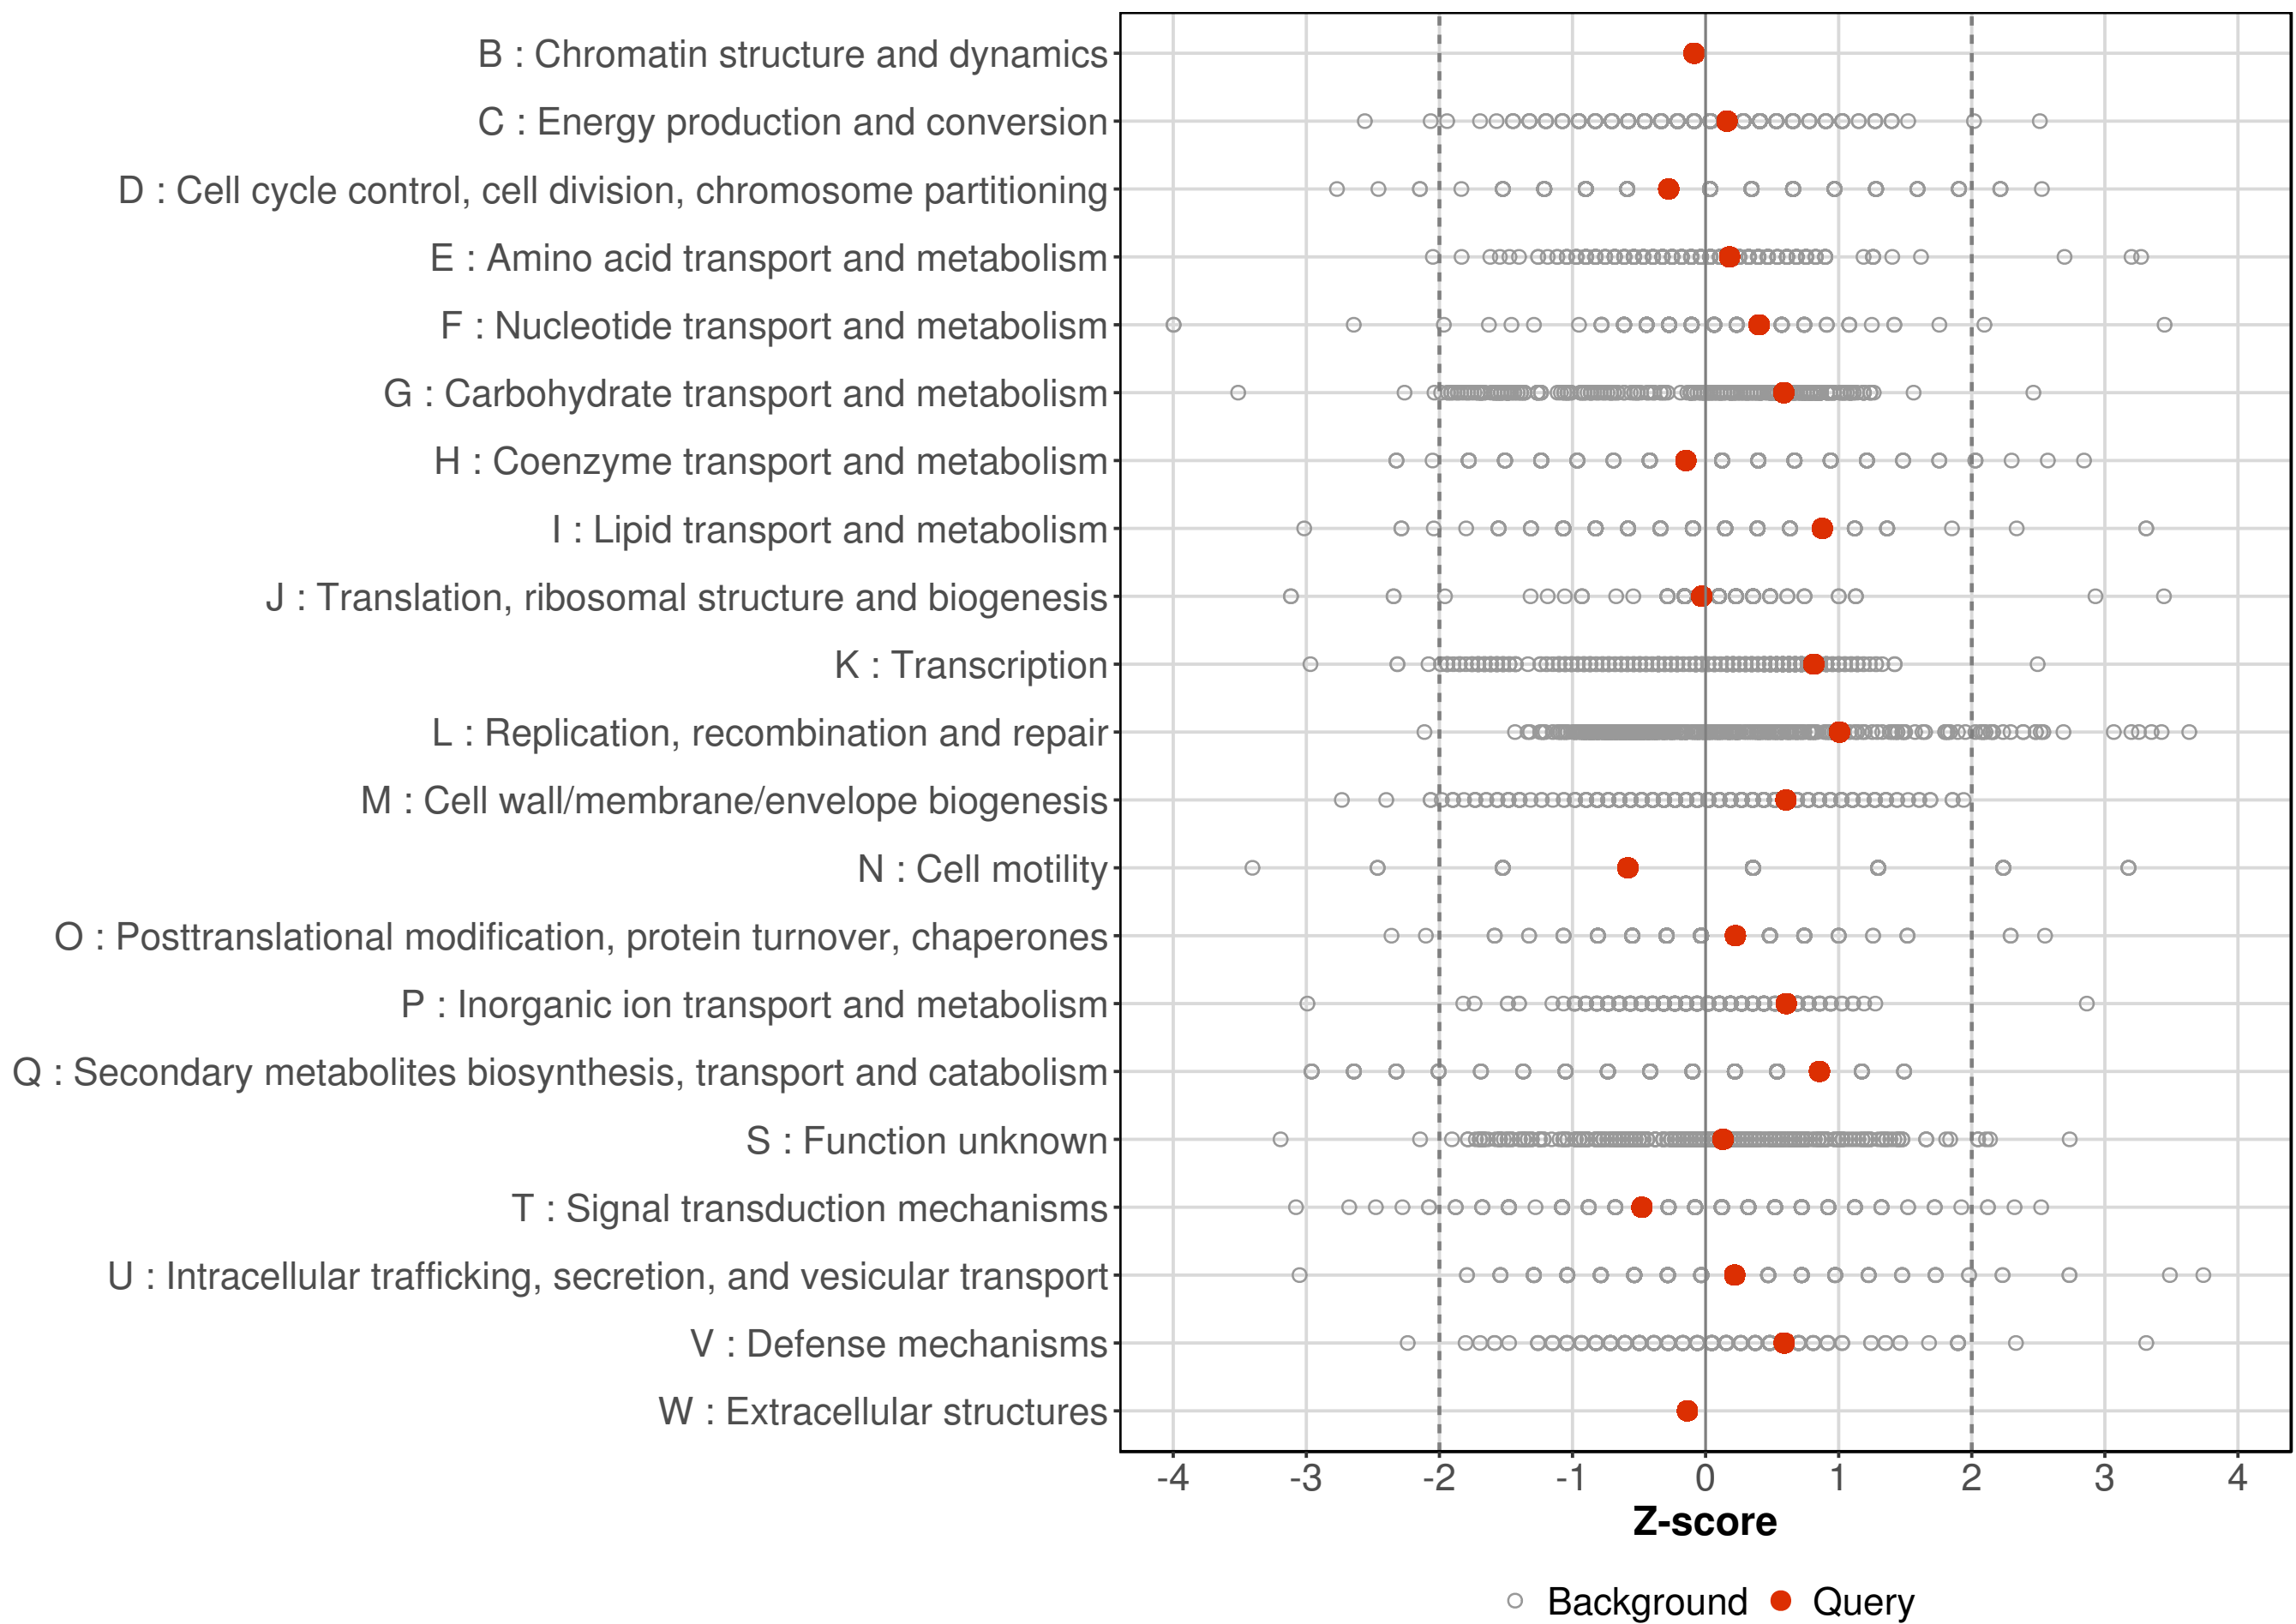 B : Chromatin structure and dynamics
C : Energy production and conversion
D : Cell cycle control, cell division, chromosome partitioning
E : Amino acid transport and metabolism
F : Nucleotide transport and metabolism
G : Carbohydrate transport and metabolism
H : Coenzyme transport and metabolism
I : Lipid transport and metabolism
J : Translation, ribosomal structure and biogenesis
K : Transcription
L : Replication, recombination and repair
M : Cell wall/membrane/envelope biogenesis
N : Cell motility
O : Posttranslational modification, protein turnover, chaperones
P : Inorganic ion transport and metabolism
Q : Secondary metabolites biosynthesis, transport and catabolism
S : Function unknown
T : Signal transduction mechanisms
U : Intracellular trafficking, secretion, and vesicular transport
V : Defense mechanisms
W : Extracellular structures
-4 -3 -2 -1 0 1 2 3 4
Z-score
Background Query